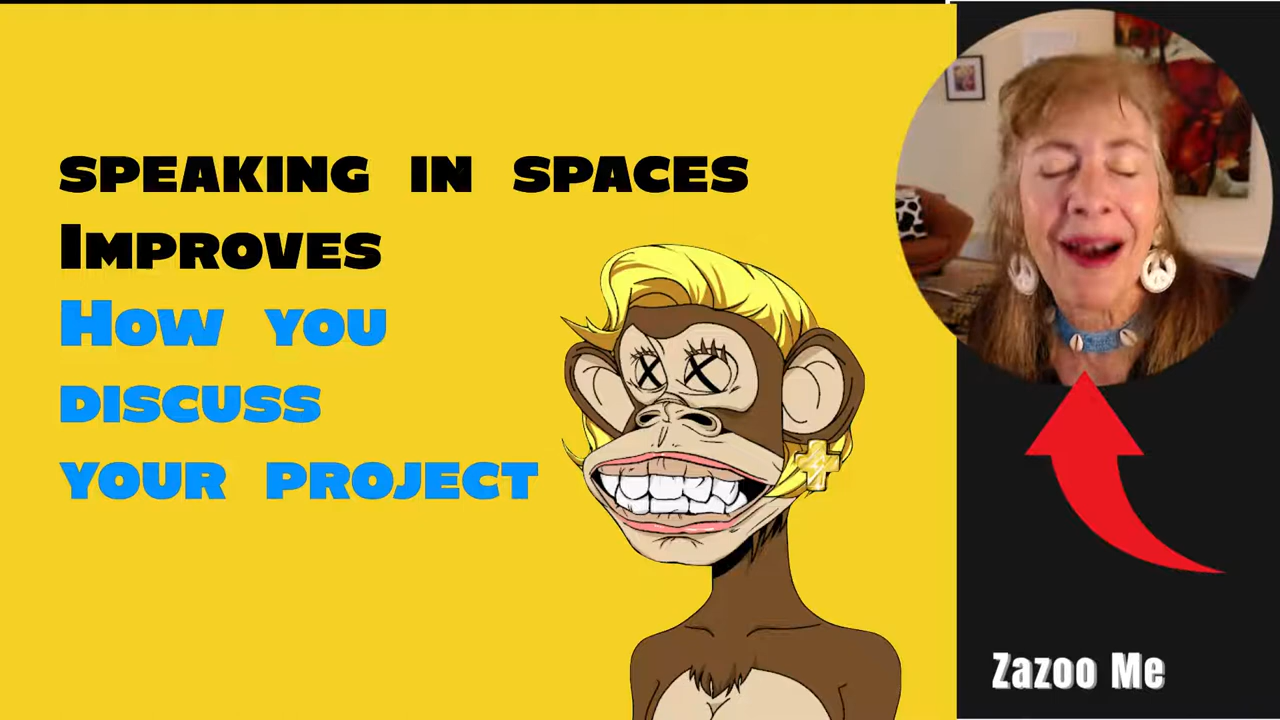 SPEAKING IN SPACES
IMPROVES
HOW YOU
DISCUSS
YOUR PROJECT
Zazoo Me